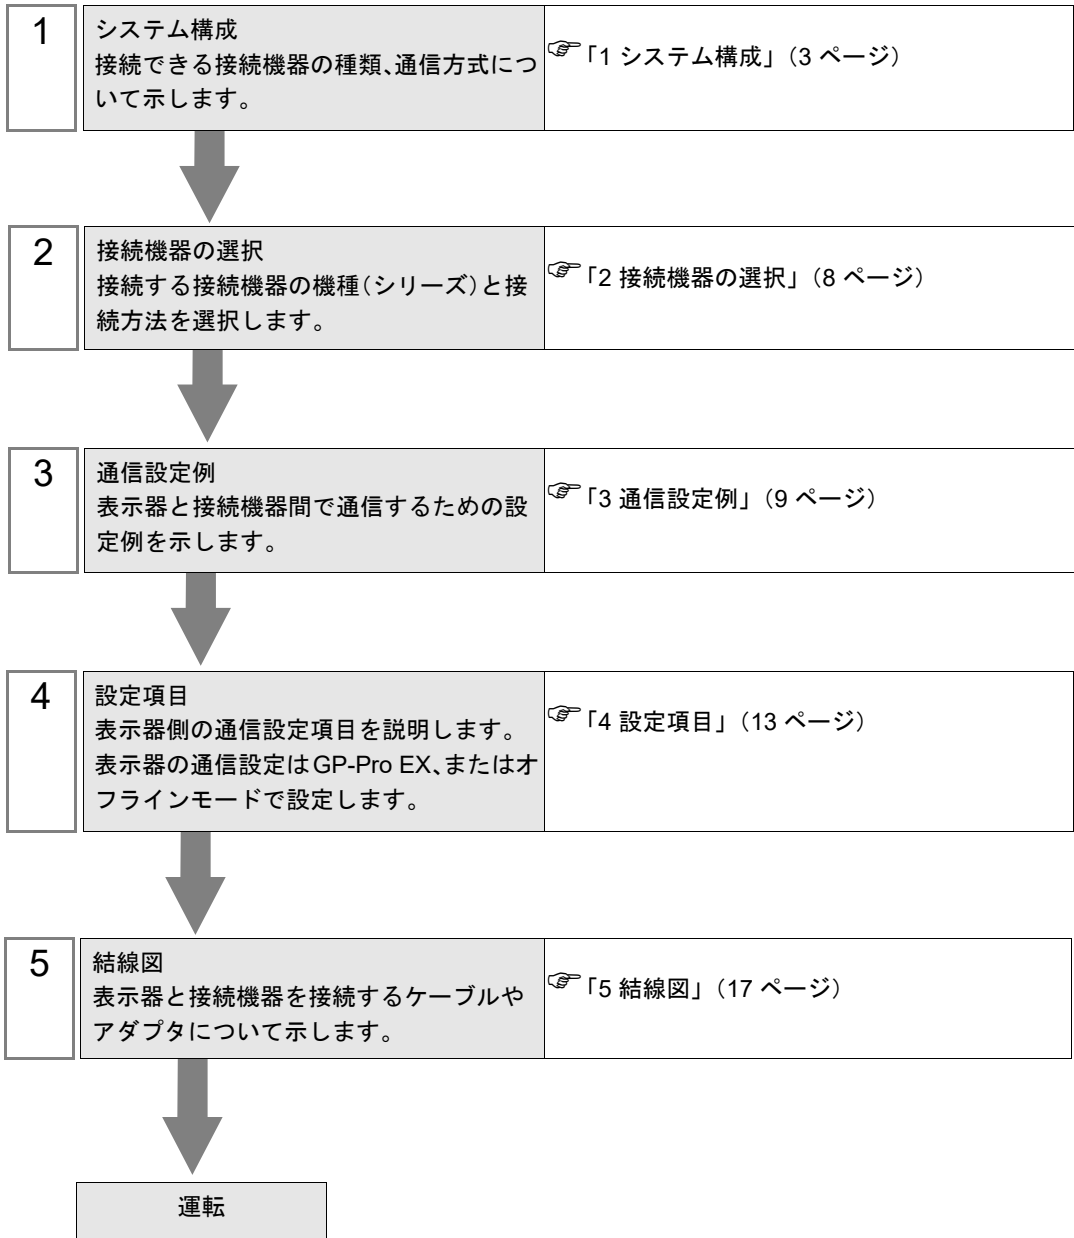 1
システム構成
接続できる接続機器の種類、通信方式につ
いて示します。
☞「1 システム構成」（3 ページ）
2
接続機器の選択
接続する接続機器の機種（シリーズ）と接
続方法を選択します。
☞「2 接続機器の選択」（8 ページ）
3
通信設定例
表示器と接続機器間で通信するための設
定例を示します。
☞「3 通信設定例」（9 ページ）
4
設定項目
表示器側の通信設定項目を説明します。
表示器の通信設定はGP-Pro EX、またはオ
フラインモードで設定します。
☞「4 設定項目」（13 ページ）
5
結線図
表示器と接続機器を接続するケーブルや
アダプタについて示します。
☞「5 結線図」（17 ページ）
運転